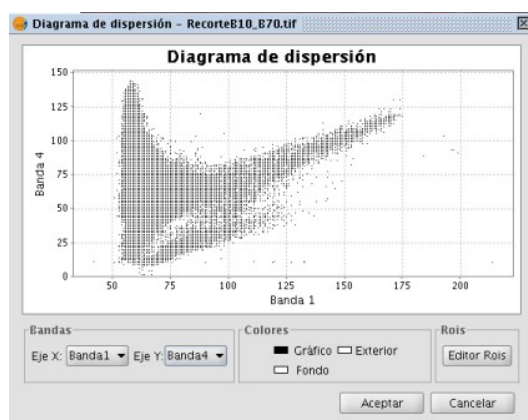 Diagrama de dispersión - RecorteB10_B70.tif
Diagrama de dispersión
150
125
100
75
50
25
0
Banda 4
50 75 100 125 150 175 200
Banda 1
Bandas
Eje X: Banda1 Eje Y: Banda4
Colores
Gráfico Exterior
Fondo
Rois
Editor Rois
Aceptar Cancelar